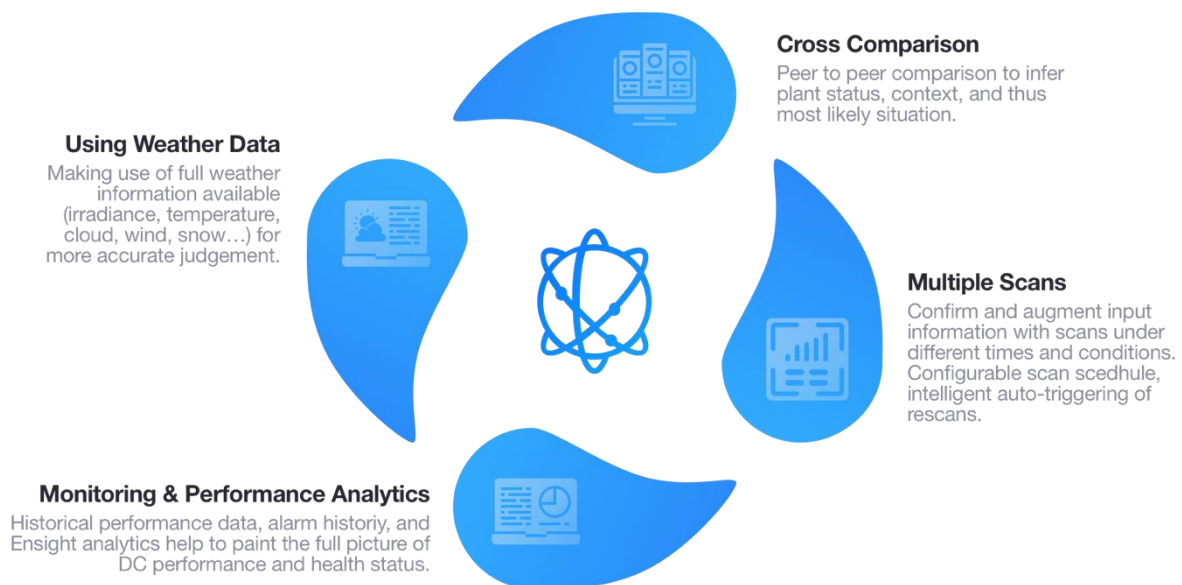 Cross Comparison
Peer to peer comparison to infer
plant status, context, and thus
most likely situation.
Using Weather Data
Making use of full weather
information available
(irradiance, temperature,
cloud, wind, snow...) for
more accurate judgement.
Multiple Scans
Confirm and augment input
information with scans under
different times and conditions.
Configurable scan scedhule,
intelligent auto-triggering of
rescans.
Monitoring & Performance Analytics
Historical performance data, alarm historiy, and
Ensight analytics help to paint the full picture of
DC performance and health status.